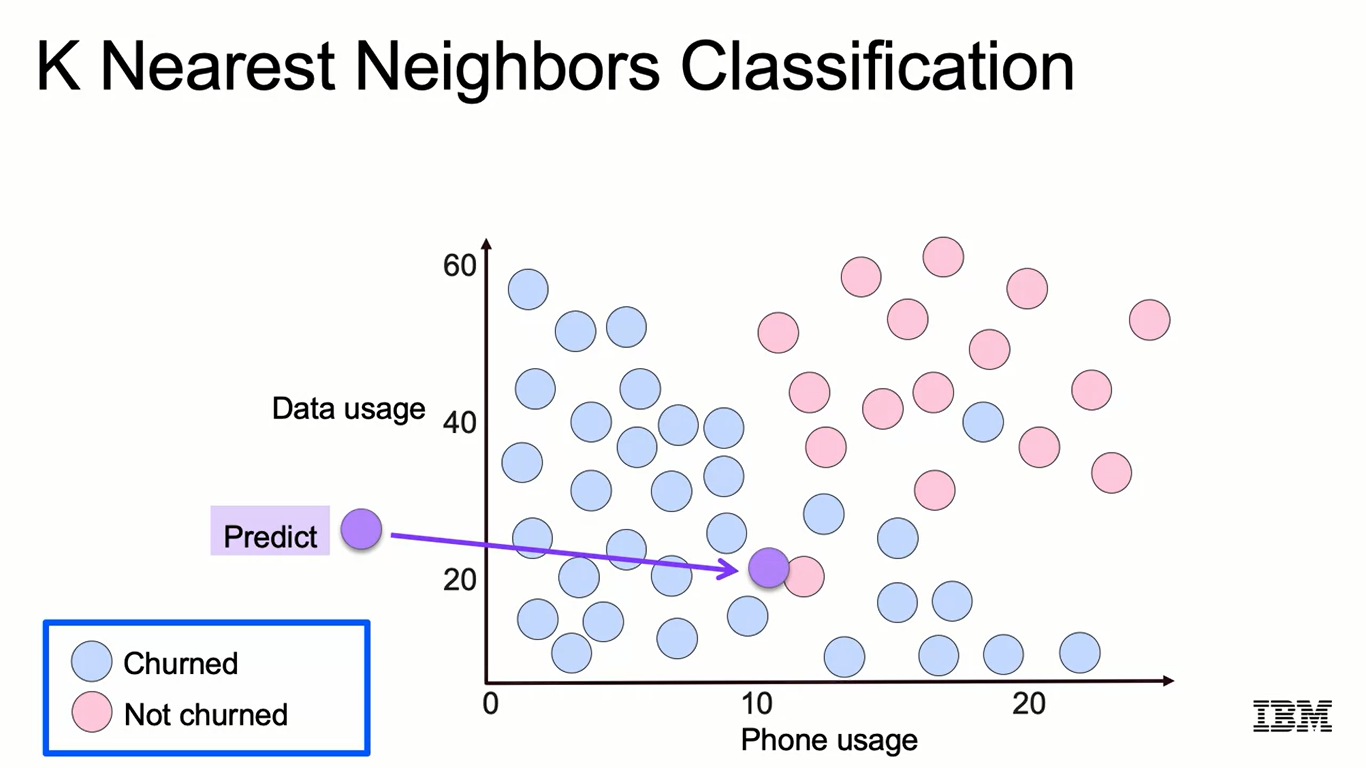 K Nearest Neighbors Classification
60
Data usage
40
Predict
20
Churned
Not churned
0
10
20
Phone usage
IBM